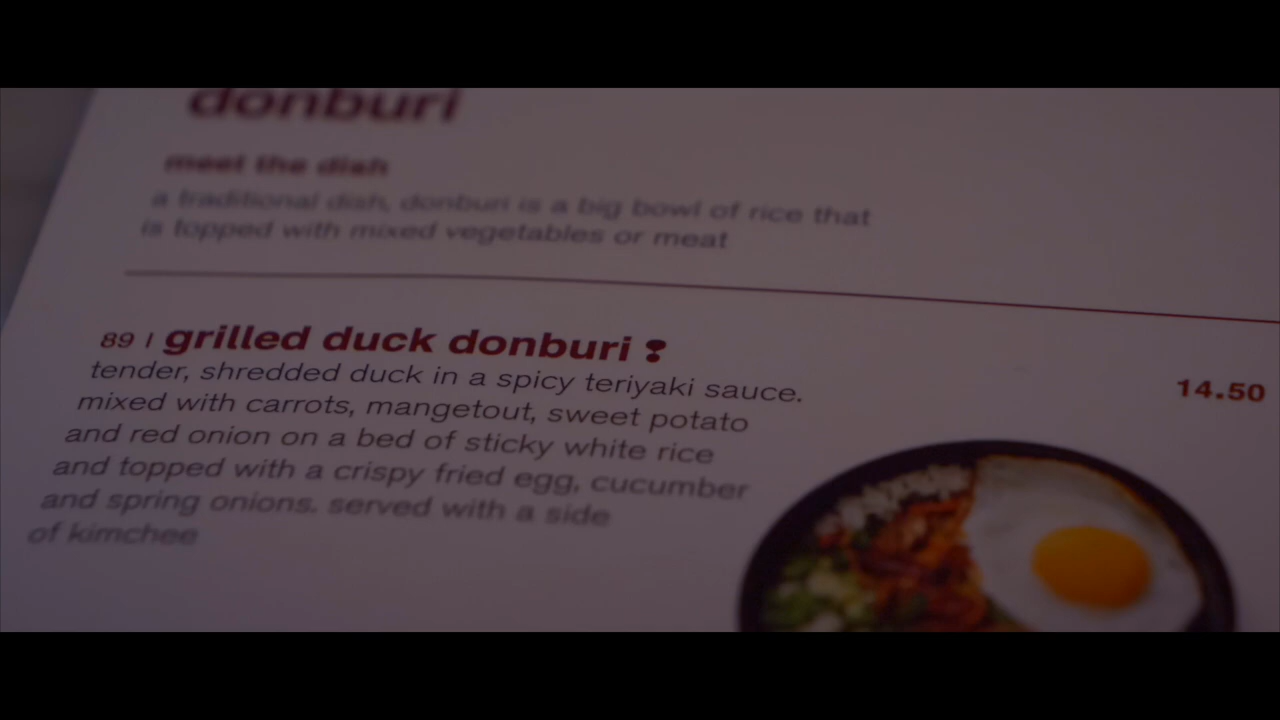 donburi
meet the dish
a traditional dish, donburi is a big bowl of rice that
is topped with mixed vegetables or meat
89 | grilled duck donburi ❢
tender, shredded duck in a spicy teriyaki sauce.
14.50
mixed with carrots, mangetout, sweet potato
and red onion on a bed of sticky white rice
and topped with a crispy fried egg, cucumber
and spring onions. served with a side
of kimchee